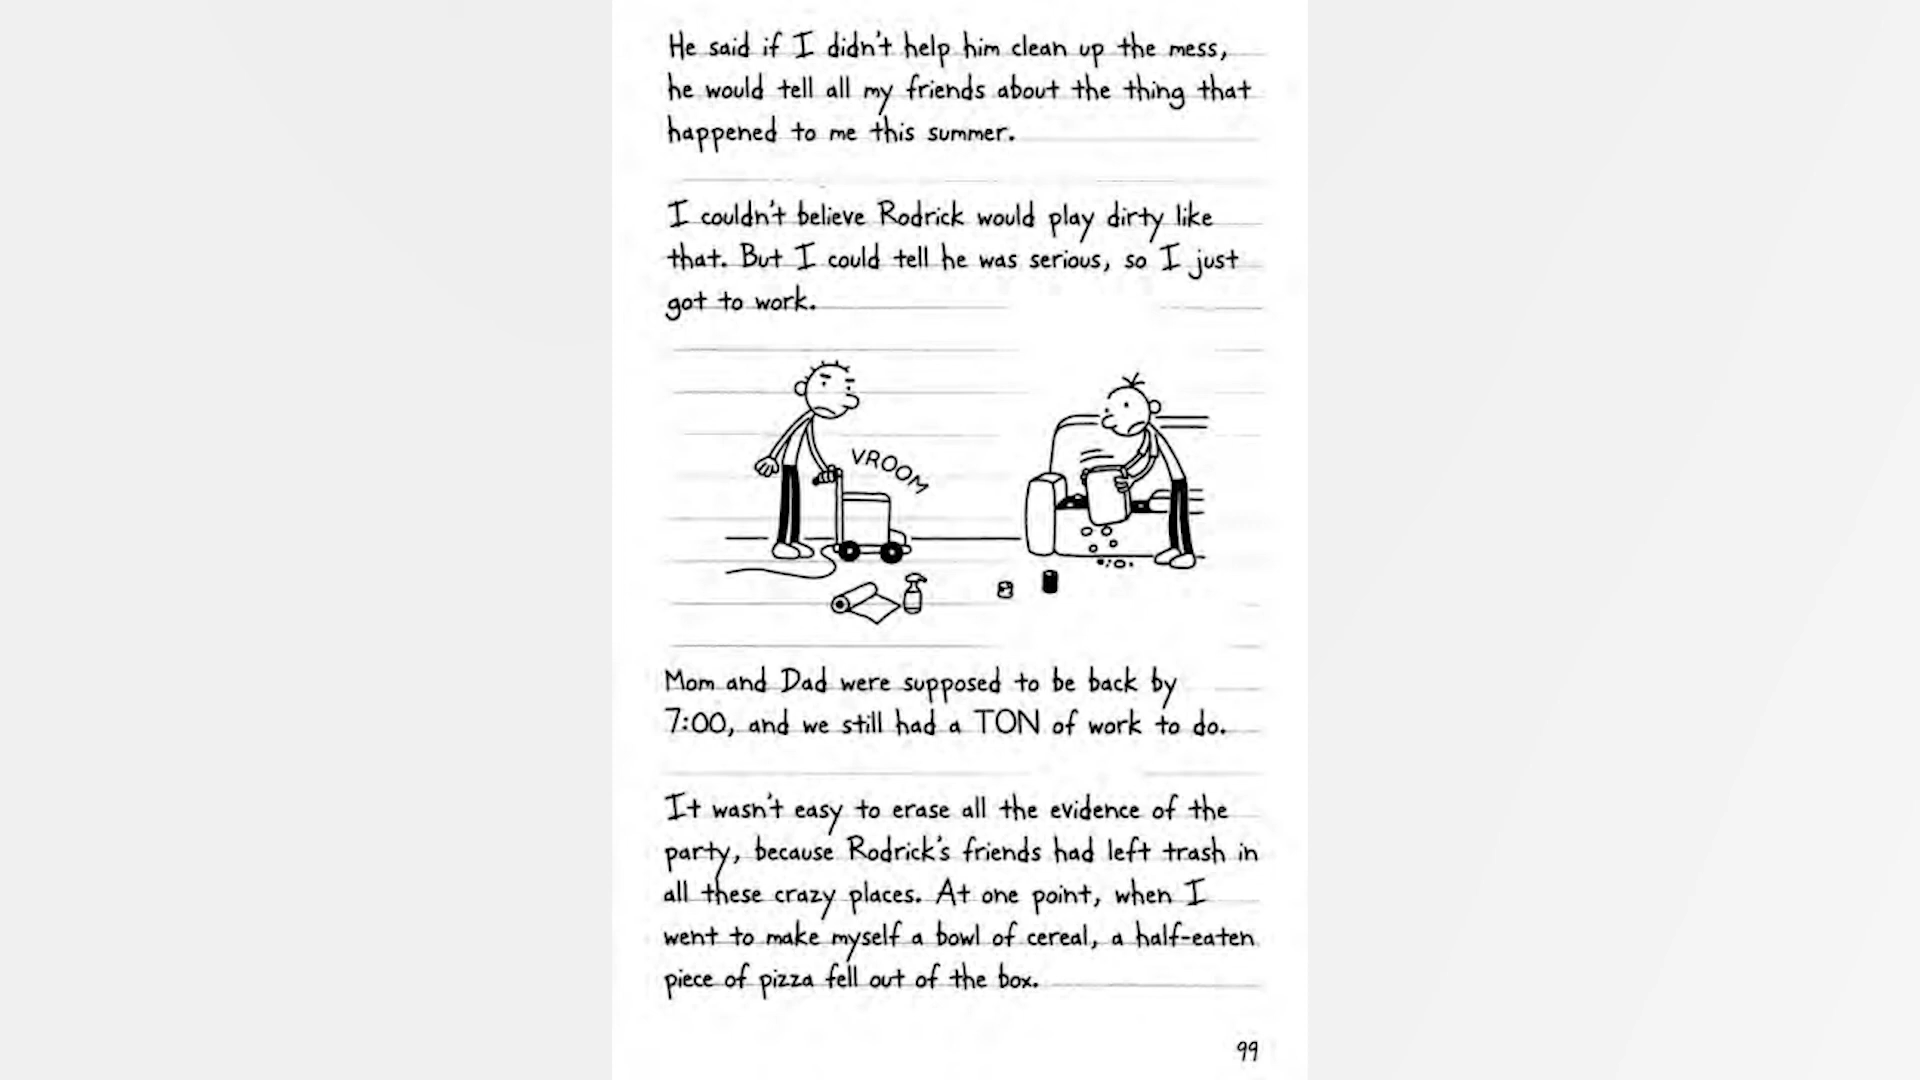 He said if I didn't help him clean up the mess,
he would tell all my friends about the thing that
happened to me this summer.
I couldn't believe Rodrick would play dirty like
that. But I could tell he was serious, so I just
got to work.
VROOM
Mom and Dad were supposed to be back by
7:00, and we still had a TON of work to do.
It wasn't easy to erase all the evidence of the
party, because Rodrick's friends had left trash in
all these crazy places. At one point, when I
went to make myself a bowl of cereal, a half-eaten
piece of pizza fell out of the box.
99